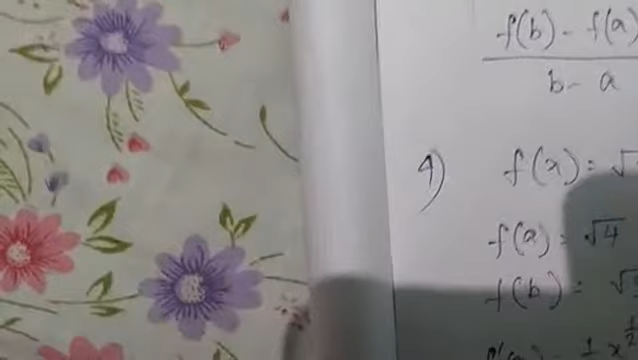 f(b) - f(a)
b - a
4) f(x) = √
f(a) = √4
f(b) = √